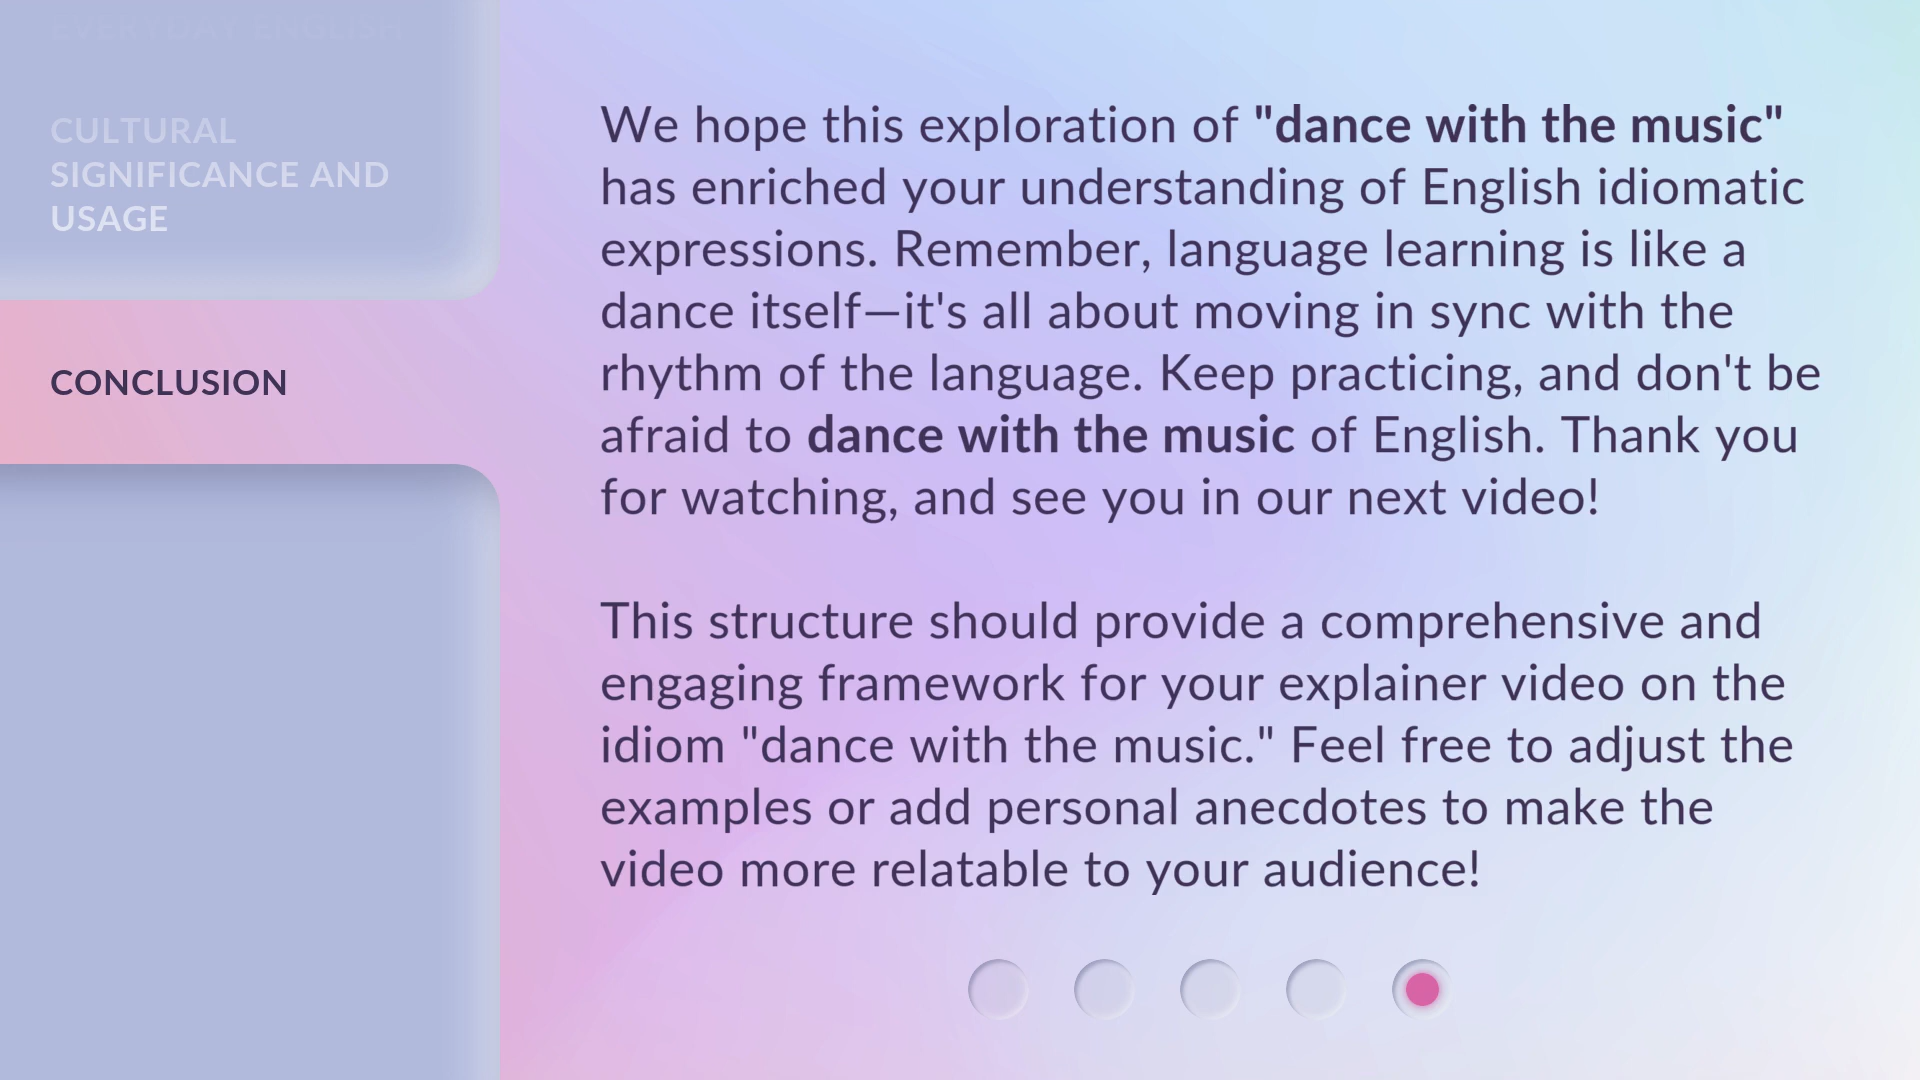 EVERYDAY ENGLISH
CULTURAL
SIGNIFICANCE AND
USAGE
CONCLUSION
We hope this exploration of "dance with the music"
has enriched your understanding of English idiomatic
expressions. Remember, language learning is like a
dance itself—it's all about moving in sync with the
rhythm of the language. Keep practicing, and don't be
afraid to dance with the music of English. Thank you
for watching, and see you in our next video!
This structure should provide a comprehensive and
engaging framework for your explainer video on the
idiom "dance with the music." Feel free to adjust the
examples or add personal anecdotes to make the
video more relatable to your audience!